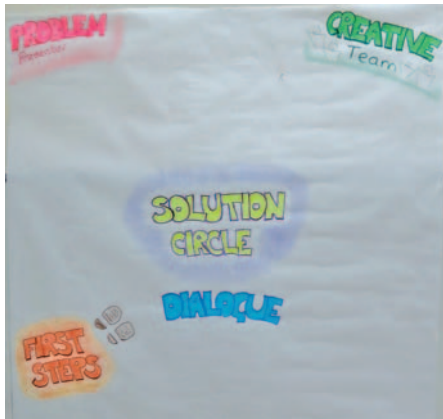 PROBLEM
Presenter
CREATIVE
Team
SOLUTION
CIRCLE
DIALOGUE
FIRST
STEPS